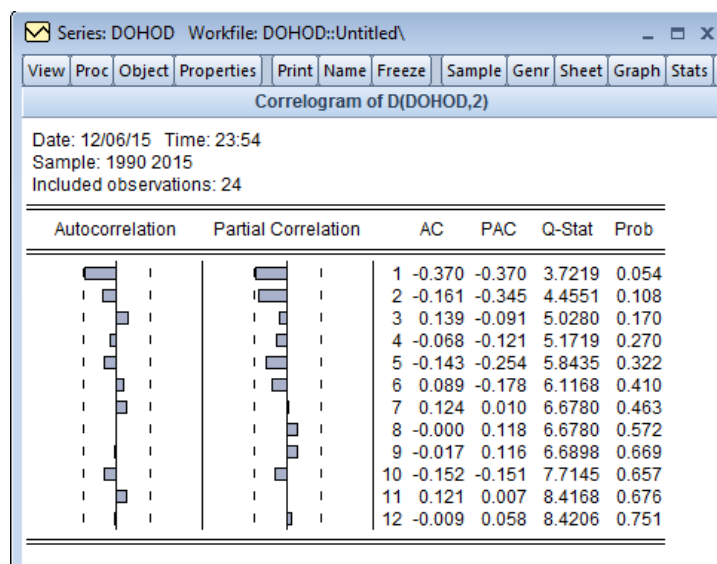 Series: DOHOD Workfile: DOHOD::Untitled\
View Proc Object Properties Print Name Freeze Sample Genr Sheet Graph Stats
Correlogram of D(DOHOD,2)
Date: 12/06/15 Time: 23:54
Sample: 1990 2015
Included observations: 24
Autocorrelation Partial Correlation AC PAC Q-Stat Prob
1 -0.370 -0.370 3.7219 0.054
2 -0.161 -0.345 4.4551 0.108
3 0.139 -0.091 5.0280 0.170
4 -0.068 -0.121 5.1719 0.270
5 -0.143 -0.254 5.8435 0.322
6 0.089 -0.178 6.1168 0.410
7 0.124 0.010 6.6780 0.463
8 -0.000 0.118 6.6780 0.572
9 -0.017 0.116 6.6898 0.669
10 -0.152 -0.151 7.7145 0.657
11 0.121 0.007 8.4168 0.676
12 -0.009 0.058 8.4206 0.751